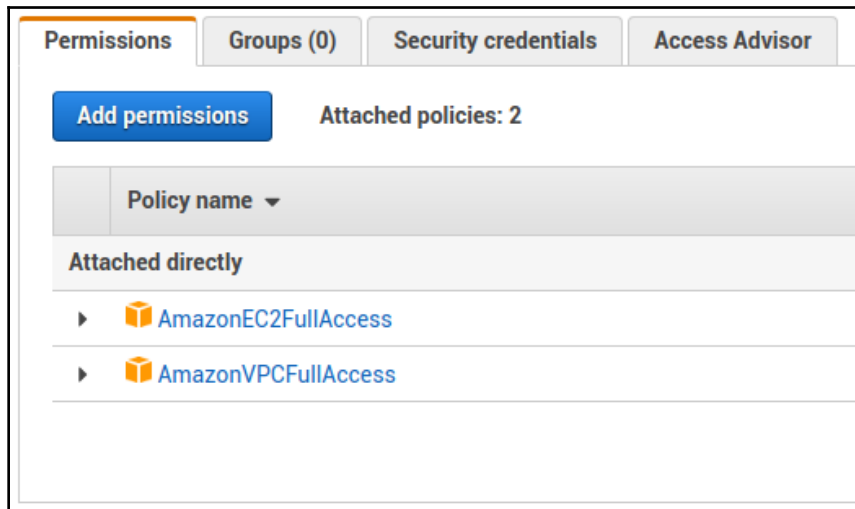 Permissions Groups (0) Security credentials Access Advisor
Add permissions Attached policies: 2
Policy name
Attached directly
AmazonEC2FullAccess
AmazonVPCFullAccess